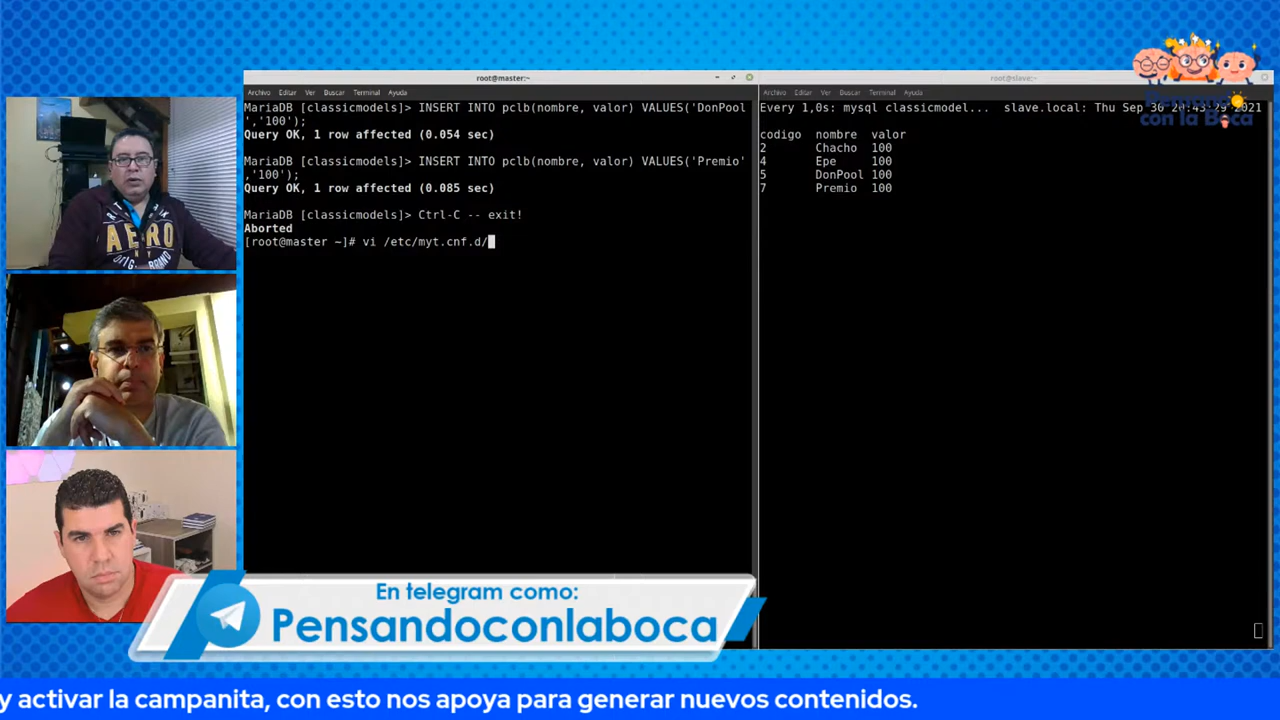 root@master:~
Archivo Editar Ver Buscar Terminal Ayuda
MariaDB [classicmodels]> INSERT INTO pclb(nombre, valor) VALUES('DonPool
','100');
Query OK, 1 row affected (0.054 sec)
MariaDB [classicmodels]> INSERT INTO pclb(nombre, valor) VALUES('Premio'
,'100');
Query OK, 1 row affected (0.085 sec)
MariaDB [classicmodels]> Ctrl-C -- exit!
Aborted
[root@master ~]# vi /etc/myt.cnf.d/
root@slave:~
Archivo Editar Ver Buscar Terminal Ayuda
Every 1,0s: mysql classicmodel... slave.local: Thu Sep 30 20:43:29 2021
codigo nombre valor
2 Chacho 100
4 Epe 100
5 DonPool 100
7 Premio 100
con la Boca
AERO
ORIG BRAND
En telegram como:
Pensandoconlaboca
y activar la campanita, con esto nos apoya para generar nuevos contenidos.